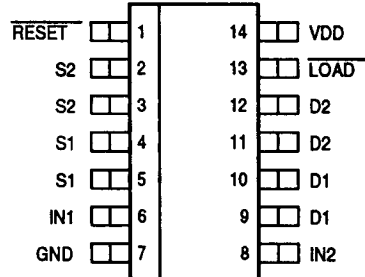 RESET 1 14 VDD
S2 2 13 LOAD
S2 3 12 D2
S1 4 11 D2
S1 5 10 D1
IN1 6 9 D1
GND 7 8 IN2